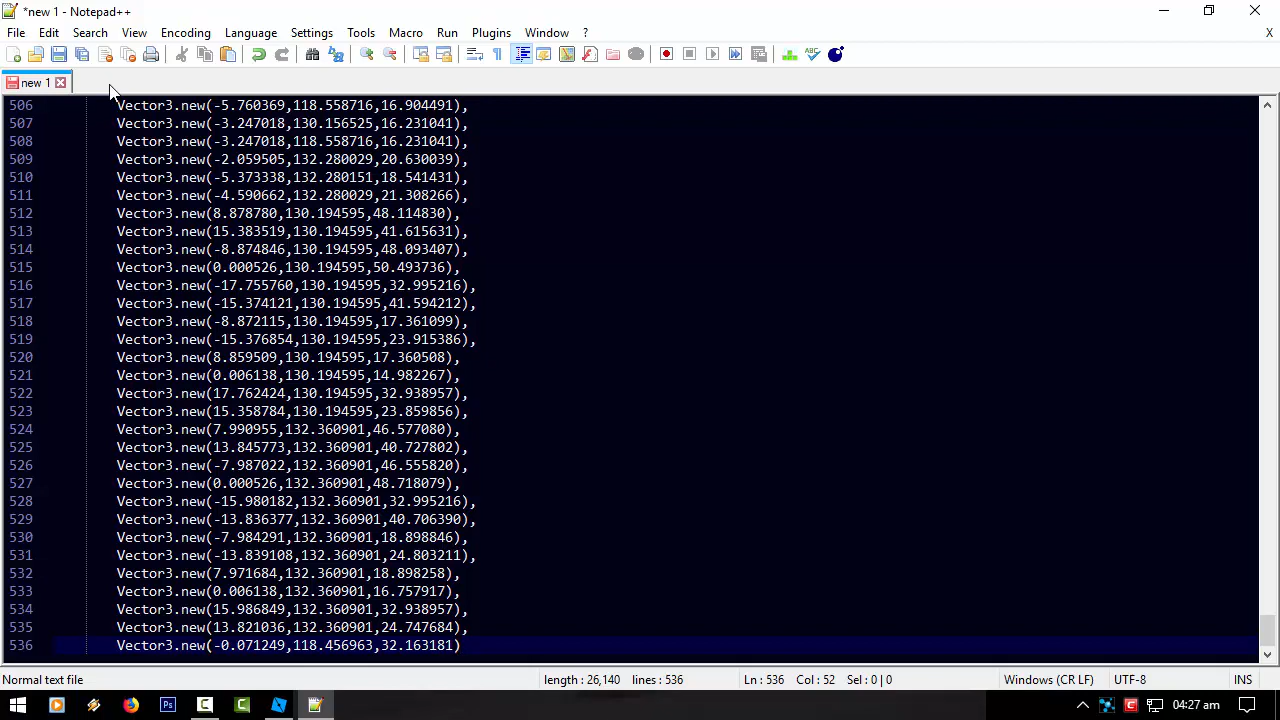 *new 1 - Notepad++
File Edit Search View Encoding Language Settings Tools Macro Run Plugins Window ? X
new 1
506 Vector3.new(-5.760369,118.558716,16.904491),
507 Vector3.new(-3.247018,130.156525,16.231041),
508 Vector3.new(-3.247018,118.558716,16.231041),
509 Vector3.new(-2.059505,132.280029,20.630039),
510 Vector3.new(-5.373338,132.280151,18.541431),
511 Vector3.new(-4.590662,132.280029,21.308266),
512 Vector3.new(8.878780,130.194595,48.114830),
513 Vector3.new(15.383519,130.194595,41.615631),
514 Vector3.new(-8.874846,130.194595,48.093407),
515 Vector3.new(0.000526,130.194595,50.493736),
516 Vector3.new(-17.755760,130.194595,32.995216),
517 Vector3.new(-15.374121,130.194595,41.594212),
518 Vector3.new(-8.872115,130.194595,17.361099),
519 Vector3.new(-15.376854,130.194595,23.915386),
520 Vector3.new(8.859509,130.194595,17.360508),
521 Vector3.new(0.006138,130.194595,14.982267),
522 Vector3.new(17.762424,130.194595,32.938957),
523 Vector3.new(15.358784,130.194595,23.859856),
524 Vector3.new(7.990955,132.360901,46.577080),
525 Vector3.new(13.845773,132.360901,40.727802),
526 Vector3.new(-7.987022,132.360901,46.555820),
527 Vector3.new(0.000526,132.360901,48.718079),
528 Vector3.new(-15.980182,132.360901,32.995216),
529 Vector3.new(-13.836377,132.360901,40.706390),
530 Vector3.new(-7.984291,132.360901,18.898846),
531 Vector3.new(-13.839108,132.360901,24.803211),
532 Vector3.new(7.971684,132.360901,18.898258),
533 Vector3.new(0.006138,132.360901,16.757917),
534 Vector3.new(15.986849,132.360901,32.938957),
535 Vector3.new(13.821036,132.360901,24.747684),
536 Vector3.new(-0.071249,118.456963,32.163181)
Normal text file length : 26,140 lines : 536 Ln : 536 Col : 52 Sel : 0 | 0 Windows (CR LF) UTF-8 INS
Ps 04:27 am